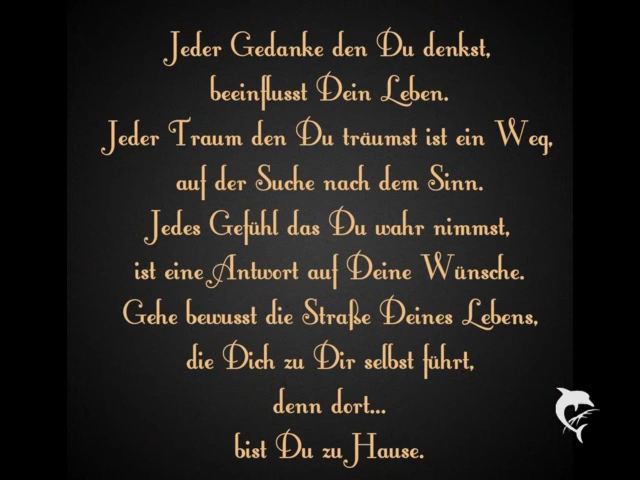 Jeder Gedanke den Du denkst,
beeinflusst Dein Leben.
Jeder Traum den Du träumst ist ein Weg,
auf der Suche nach dem Sinn.
Jedes Gefühl das Du wahr nimmst,
ist eine Antwort auf Deine Wünsche.
Gehe bewusst die Straße Deines Lebens,
die Dich zu Dir selbst führt,
denn dort...
bist Du zu Hause.